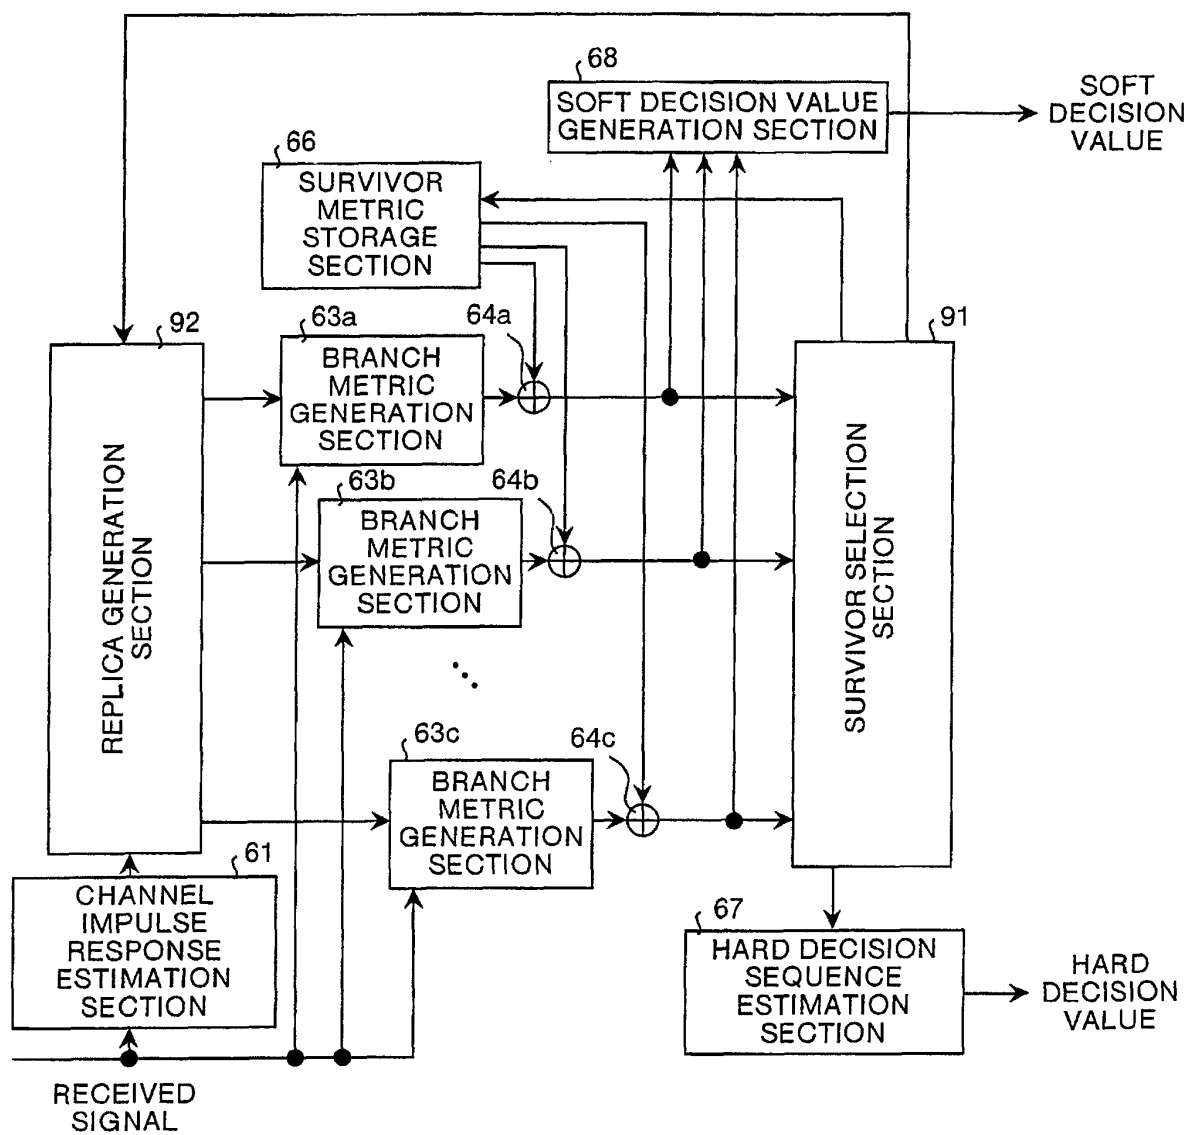 68
SOFT DECISION VALUE
GENERATION SECTION
SOFT
DECISION
VALUE
66
SURVIVOR
METRIC
STORAGE
SECTION
92
REPLICA GENERATION
SECTION
63a
BRANCH
METRIC
GENERATION
SECTION
64a
63b
BRANCH
METRIC
GENERATION
SECTION
64b
63c
BRANCH
METRIC
GENERATION
SECTION
64c
91
SURVIVOR SELECTION
SECTION
61
CHANNEL
IMPULSE
RESPONSE
ESTIMATION
SECTION
67
HARD DECISION
SEQUENCE
ESTIMATION
SECTION
HARD
DECISION
VALUE
RECEIVED
SIGNAL